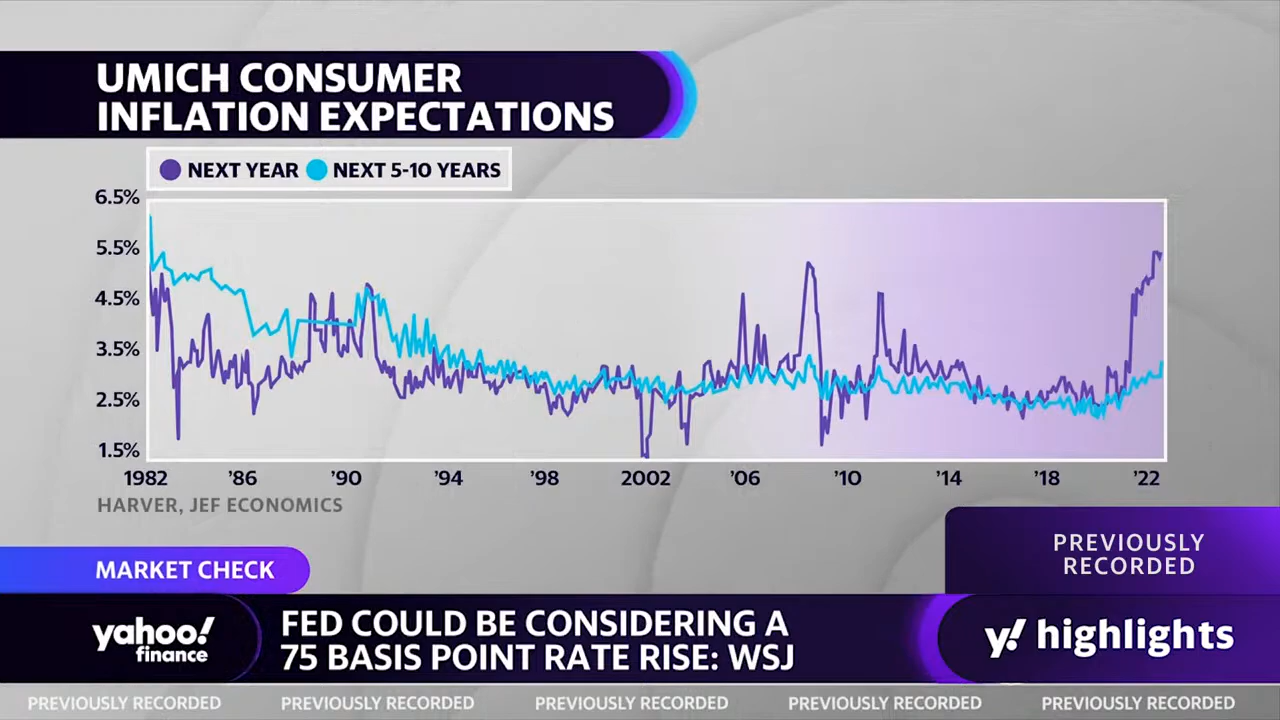 UMICH CONSUMER
INFLATION EXPECTATIONS
NEXT YEAR NEXT 5-10 YEARS
6.5%
5.5%
4.5%
3.5%
2.5%
1.5%
1982 ’86 ’90 ’94 ’98 2002 ’06 ’10 ’14 ’18 ’22
HARVER, JEF ECONOMICS
PREVIOUSLY
RECORDED
MARKET CHECK
yahoo!
finance
FED COULD BE CONSIDERING A
75 BASIS POINT RATE RISE: WSJ
y! highlights
PREVIOUSLY RECORDED PREVIOUSLY RECORDED PREVIOUSLY RECORDED PREVIOUSLY RECORDED PREVIOUSLY RECORDED